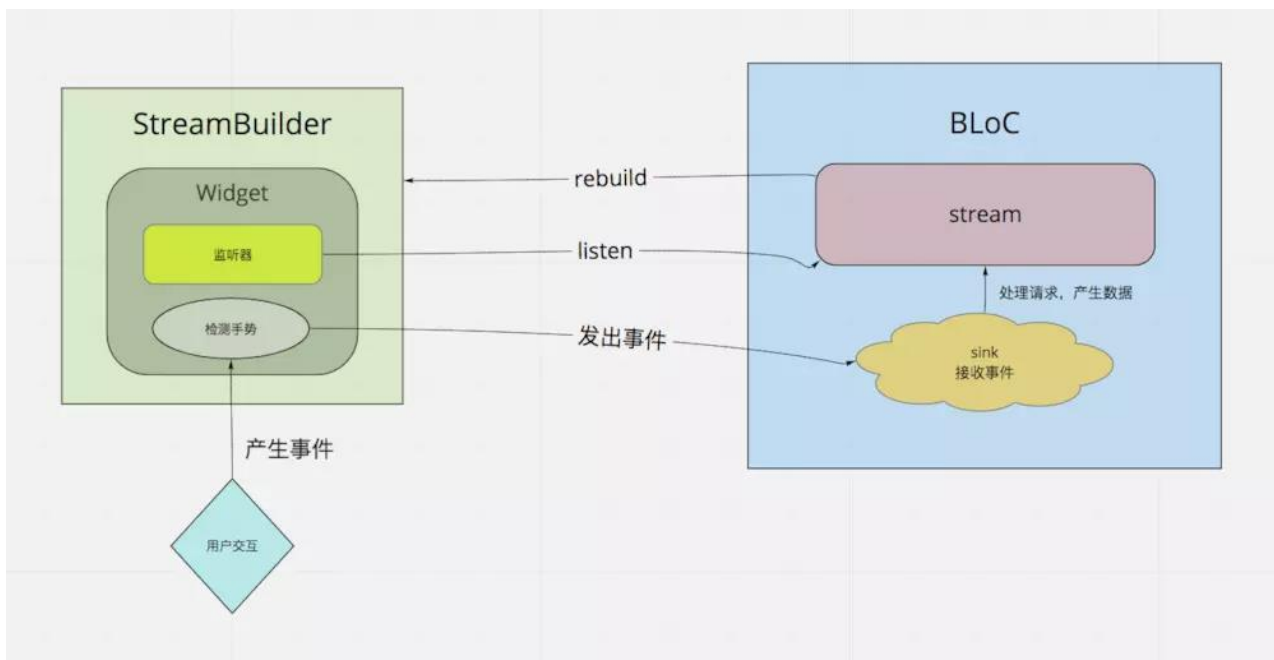 StreamBuilder
Widget
监听器
检测手势
产生事件
用户交互
rebuild
listen
发出事件
BLoC
stream
处理请求，产生数据
sink
接收事件